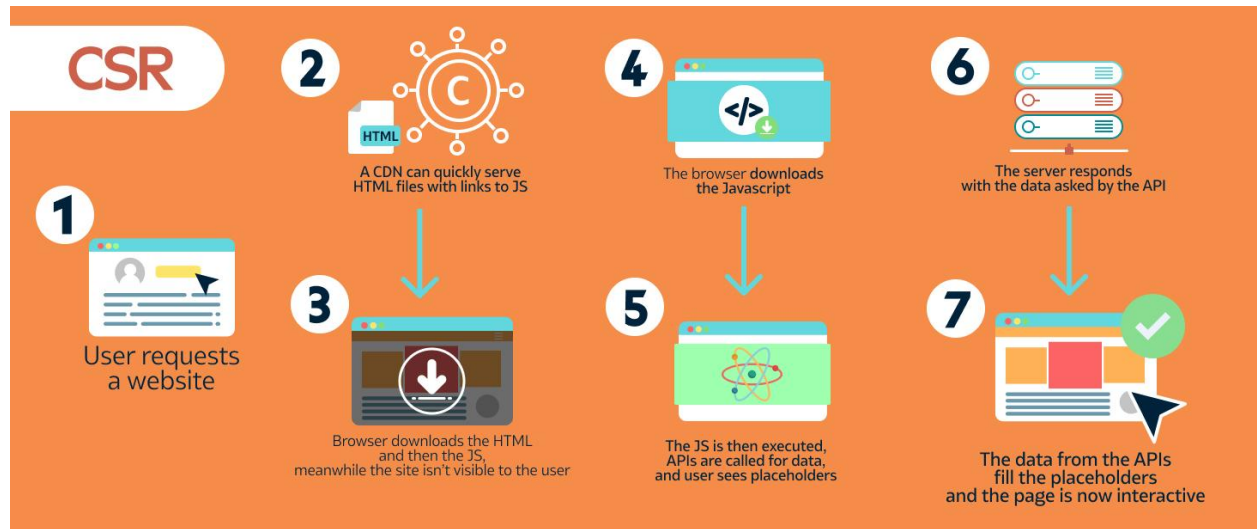 CSR
1
User requests
a website
2
C
HTML
A CDN can quickly serve
HTML files with links to JS
3
Browser downloads the HTML
and then the JS,
meanwhile the site isn't visible to the user
4
</>
The browser downloads
the Javascript
5
The JS is then executed,
APIs are called for data,
and user sees placeholders
6
The server responds
with the data asked by the API
7
The data from the APIs
fill the placeholders
and the page is now interactive